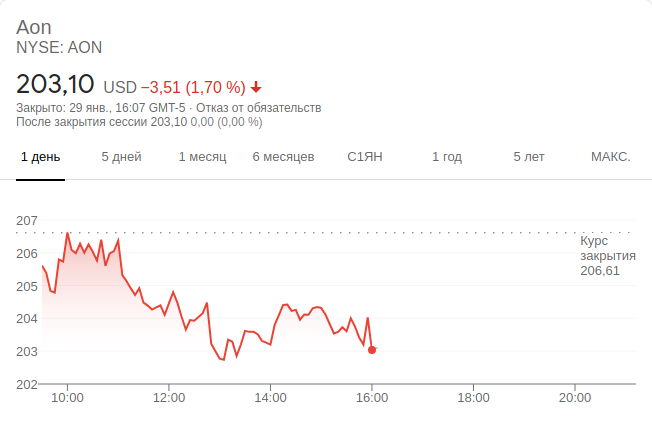 Aon
NYSE: AON
203,10 USD −3,51 (1,70 %)
Закрыто: 29 янв., 16:07 GMT-5 · Отказ от обязательств
После закрытия сессии 203,10 0,00 (0,00 %)
1 день 5 дней 1 месяц 6 месяцев С1ЯН 1 год 5 лет МАКС.
207
Курс
закрытия
206,61
206
205
204
203
202
10:00 12:00 14:00 16:00 18:00 20:00